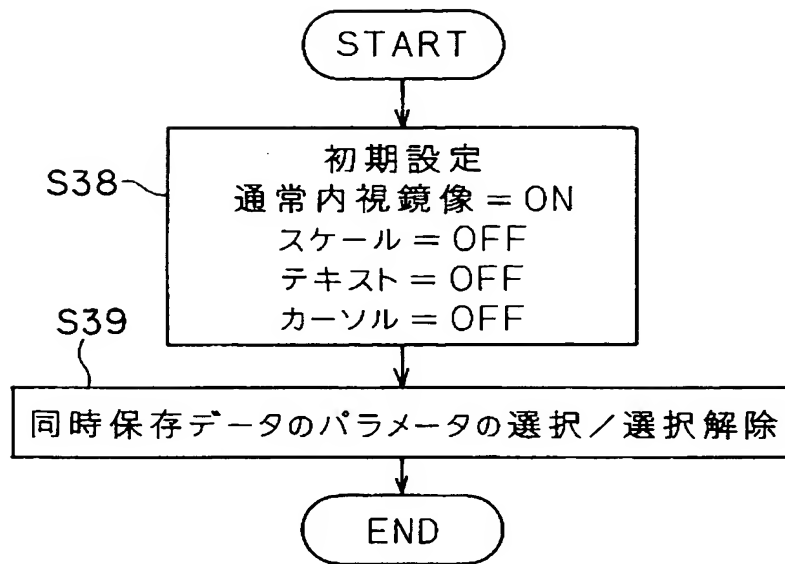 START
S38
初期設定
通常内視鏡像 = ON
スケール = OFF
テキスト = OFF
カーソル = OFF
S39
同時保存データのパラメータの選択／選択解除
END